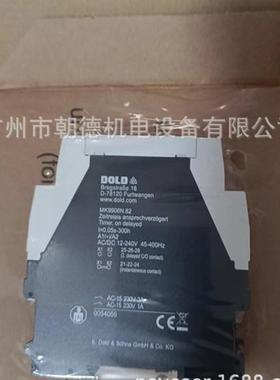 广州市朝德机电设备有限公司
DOLD
Bregstraße 18
D-78120 Furtwangen
www.dold.com
MK9906N.82
Zeitrelais ansprechverzögert
Timer, on delayed
t=0,05s-300h
A1/+/A2
AC/DC 12-240V 45-400Hz
25-26-28
21-22-24
AC-15 230V 3A
AC-15 230V 1A
0054056
E. Dold & Söhne GmbH & Co. KG